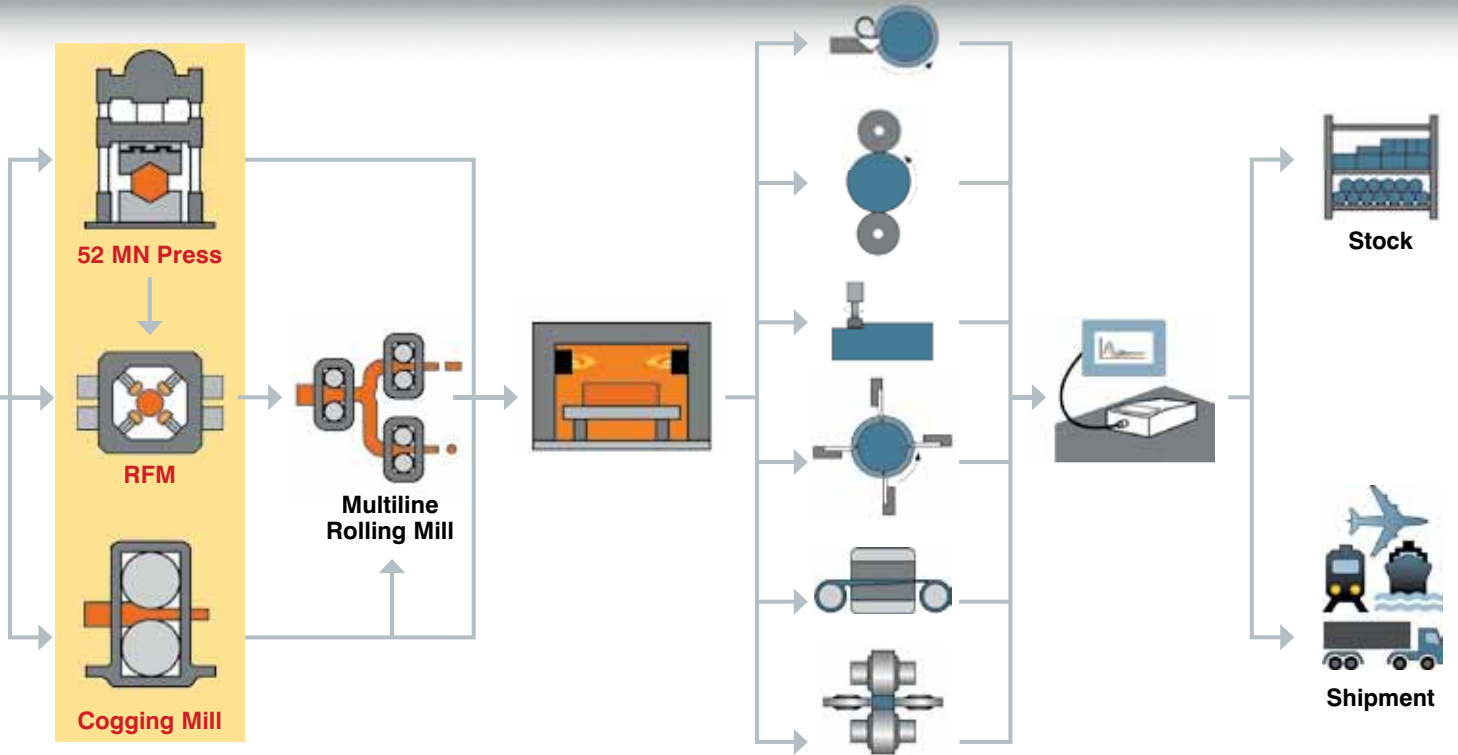 52 MN Press
RFM
Cogging Mill
Multiline
Rolling Mill
Stock
Shipment